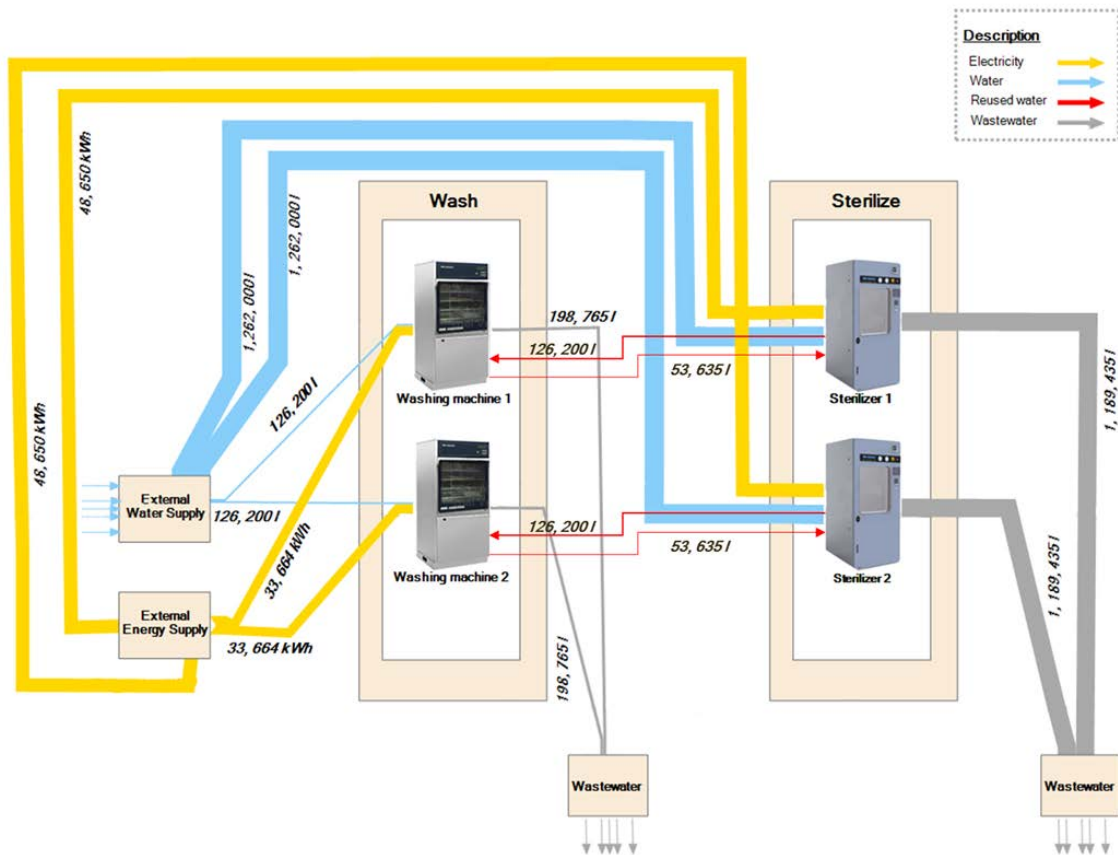 Description
Electricity
Water
Reused water
Wastewater
48, 650 kWh
48, 650 kWh
1,262, 000 l
1, 262, 000 l
Wash
Sterilize
198, 765 l
126, 200 l
53, 635 l
126, 200 l
Washing machine 1
Sterilizer 1
1, 189, 435 l
External
Water Supply
126, 200 l
33, 664 kWh
126, 200 l
53, 635 l
Washing machine 2
Sterilizer 2
External
Energy Supply
33, 664 kWh
198, 765 l
1, 189, 435 l
Wastewater
Wastewater